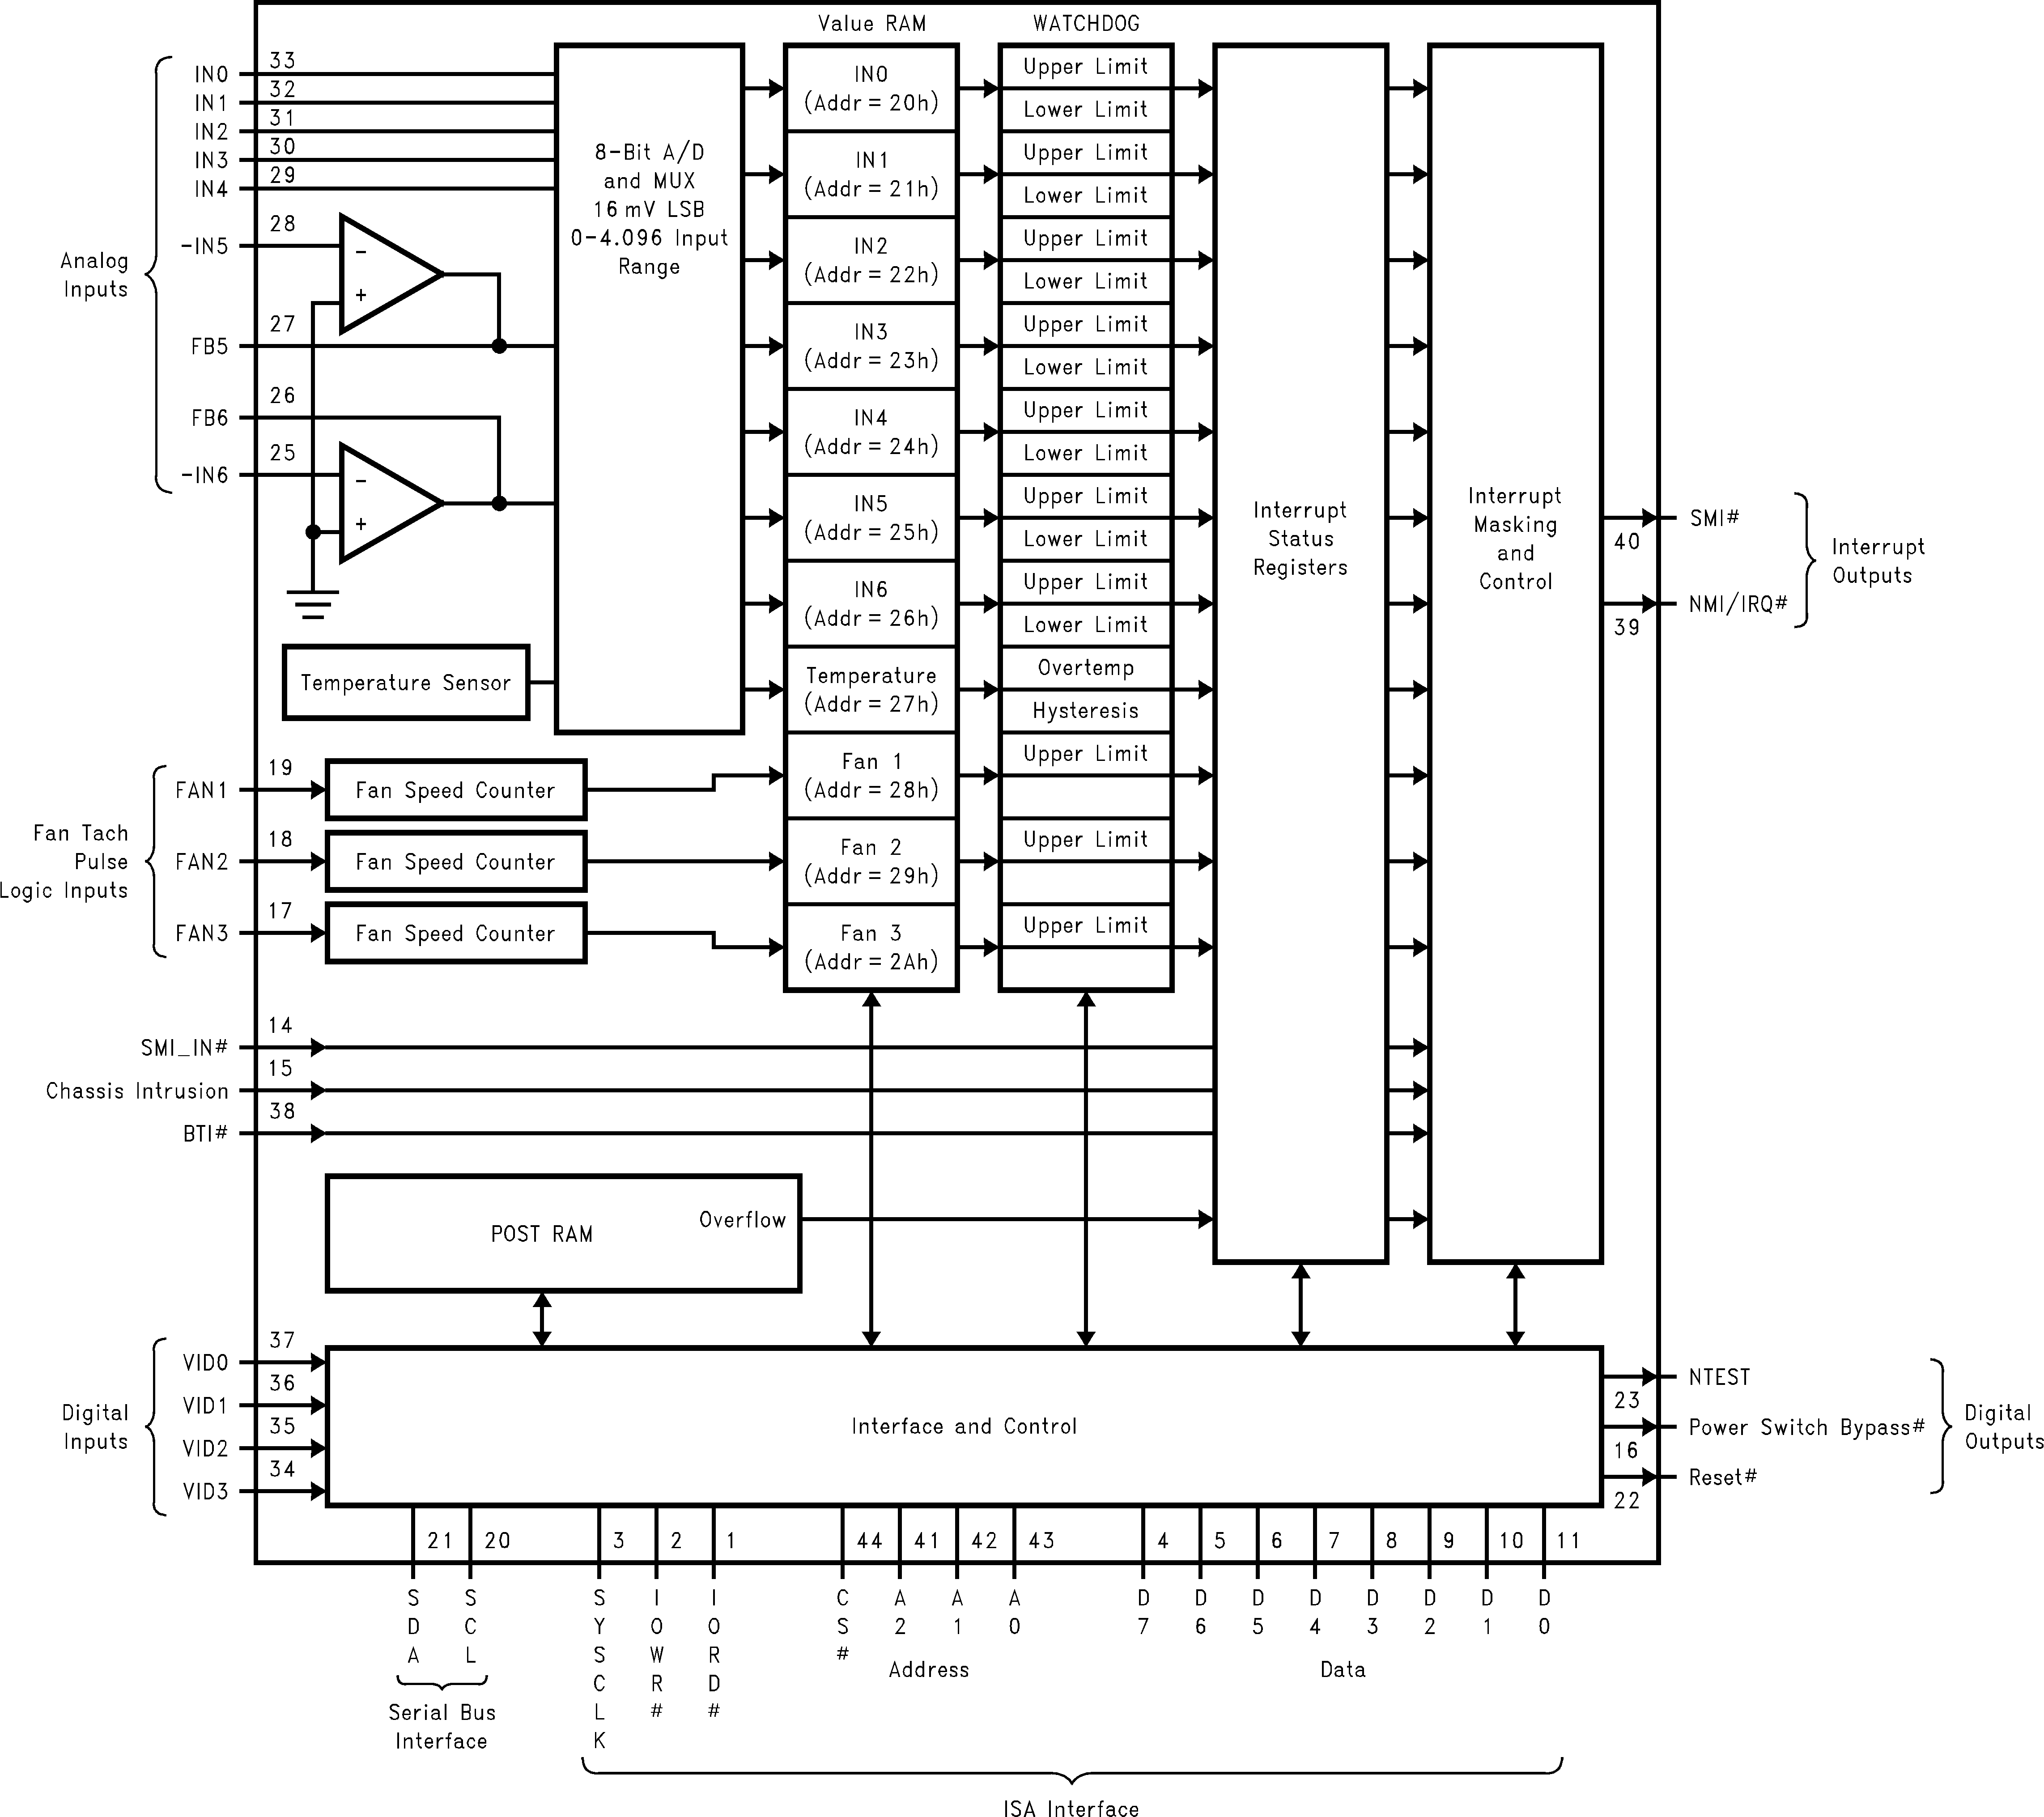 Value RAM
WATCHDOG
Analog
Inputs
IN0
33
IN1
32
IN2
31
IN3
30
IN4
29
-IN5
28
FB5
27
FB6
26
-IN6
25
-
+
-
+
8-Bit A/D
and MUX
16 mV LSB
0-4.096 Input
Range
Temperature Sensor
IN0
(Addr = 20h)
IN1
(Addr = 21h)
IN2
(Addr = 22h)
IN3
(Addr = 23h)
IN4
(Addr = 24h)
IN5
(Addr = 25h)
IN6
(Addr = 26h)
Temperature
(Addr = 27h)
Fan 1
(Addr = 28h)
Fan 2
(Addr = 29h)
Fan 3
(Addr = 2Ah)
Upper Limit
Lower Limit
Upper Limit
Lower Limit
Upper Limit
Lower Limit
Upper Limit
Lower Limit
Upper Limit
Lower Limit
Upper Limit
Lower Limit
Upper Limit
Lower Limit
Overtemp
Hysteresis
Upper Limit
Upper Limit
Upper Limit
Interrupt
Status
Registers
Interrupt
Masking
and
Control
SMI#
40
NMI/IRQ#
39
Interrupt
Outputs
Fan Tach
Pulse
Logic Inputs
FAN1
19
Fan Speed Counter
FAN2
18
Fan Speed Counter
FAN3
17
Fan Speed Counter
SMI_IN#
14
Chassis Intrusion
15
BTI#
38
POST RAM
Overflow
Digital
Inputs
VID0
37
VID1
36
VID2
35
VID3
34
Interface and Control
NTEST
23
Power Switch Bypass#
16
Reset#
22
Digital
Outputs
21 20 3 2 1 44 41 42 43 4 5 6 7 8 9 10 11
SDA
SCL
SYSCLK
IOWR#
IORD#
CS#
A2
A1
A0
D7
D6
D5
D4
D3
D2
D1
D0
Address
Data
Serial Bus
Interface
ISA Interface